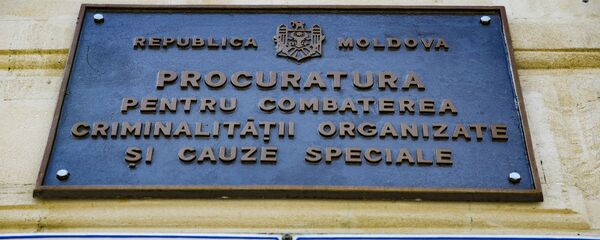 REPUBLICA MOLDOVA
PROCURATURA
PENTRU COMBATEREA
CRIMINALITĂȚII ORGANIZATE
ȘI CAUZE SPECIALE